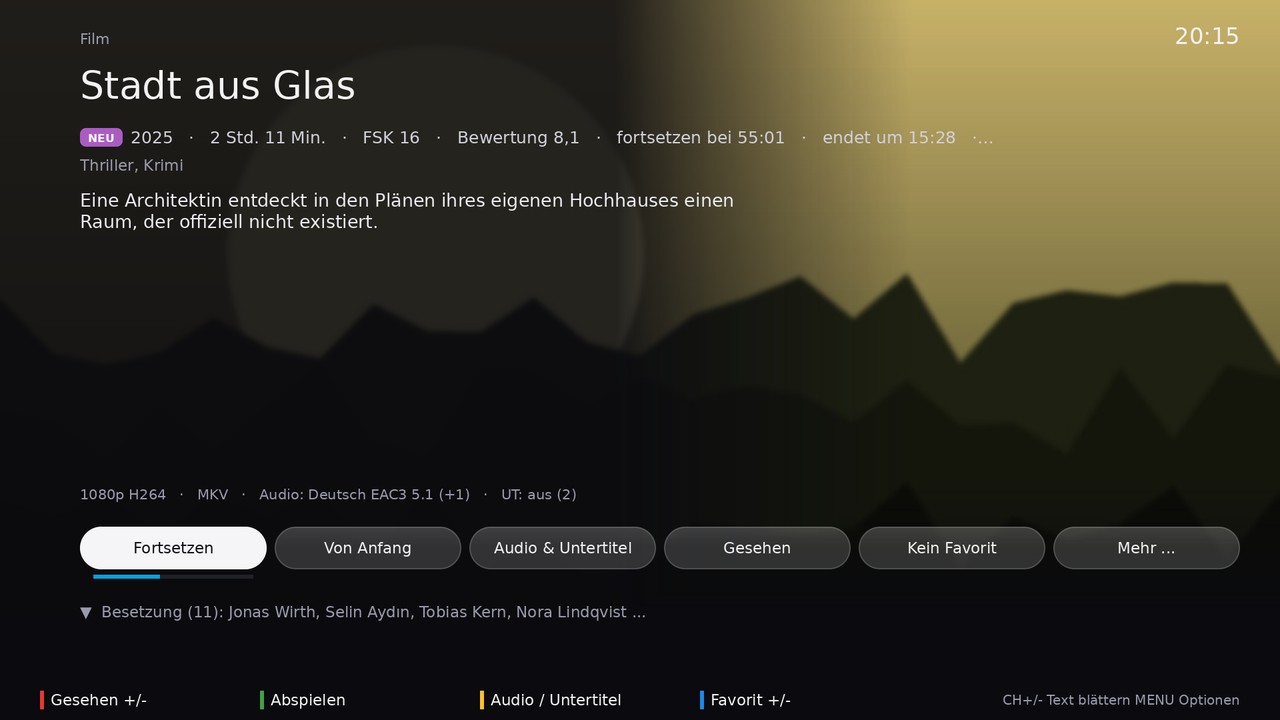 Film
20:15
Stadt aus Glas
NEU 2025 · 2 Std. 11 Min. · FSK 16 · Bewertung 8,1 · fortsetzen bei 55:01 · endet um 15:28 ·...
Thriller, Krimi
Eine Architektin entdeckt in den Plänen ihres eigenen Hochhauses einen
Raum, der offiziell nicht existiert.
1080p H264 · MKV · Audio: Deutsch EAC3 5.1 (+1) · UT: aus (2)
Fortsetzen Von Anfang Audio & Untertitel Gesehen Kein Favorit Mehr ...
▼ Besetzung (11): Jonas Wirth, Selin Aydın, Tobias Kern, Nora Lindqvist ...
Gesehen +/- Abspielen Audio / Untertitel Favorit +/- CH+/- Text blättern MENU Optionen